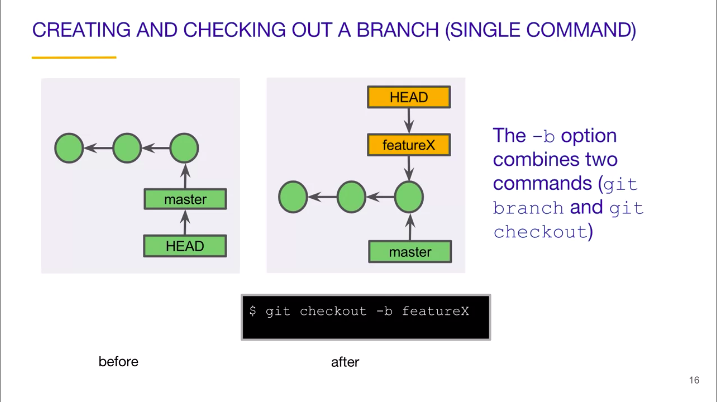 CREATING AND CHECKING OUT A BRANCH (SINGLE COMMAND)
master
HEAD
HEAD
featureX
master
The -b option
combines two
commands (git
branch and git
checkout)
$ git checkout -b featureX
before
after
16